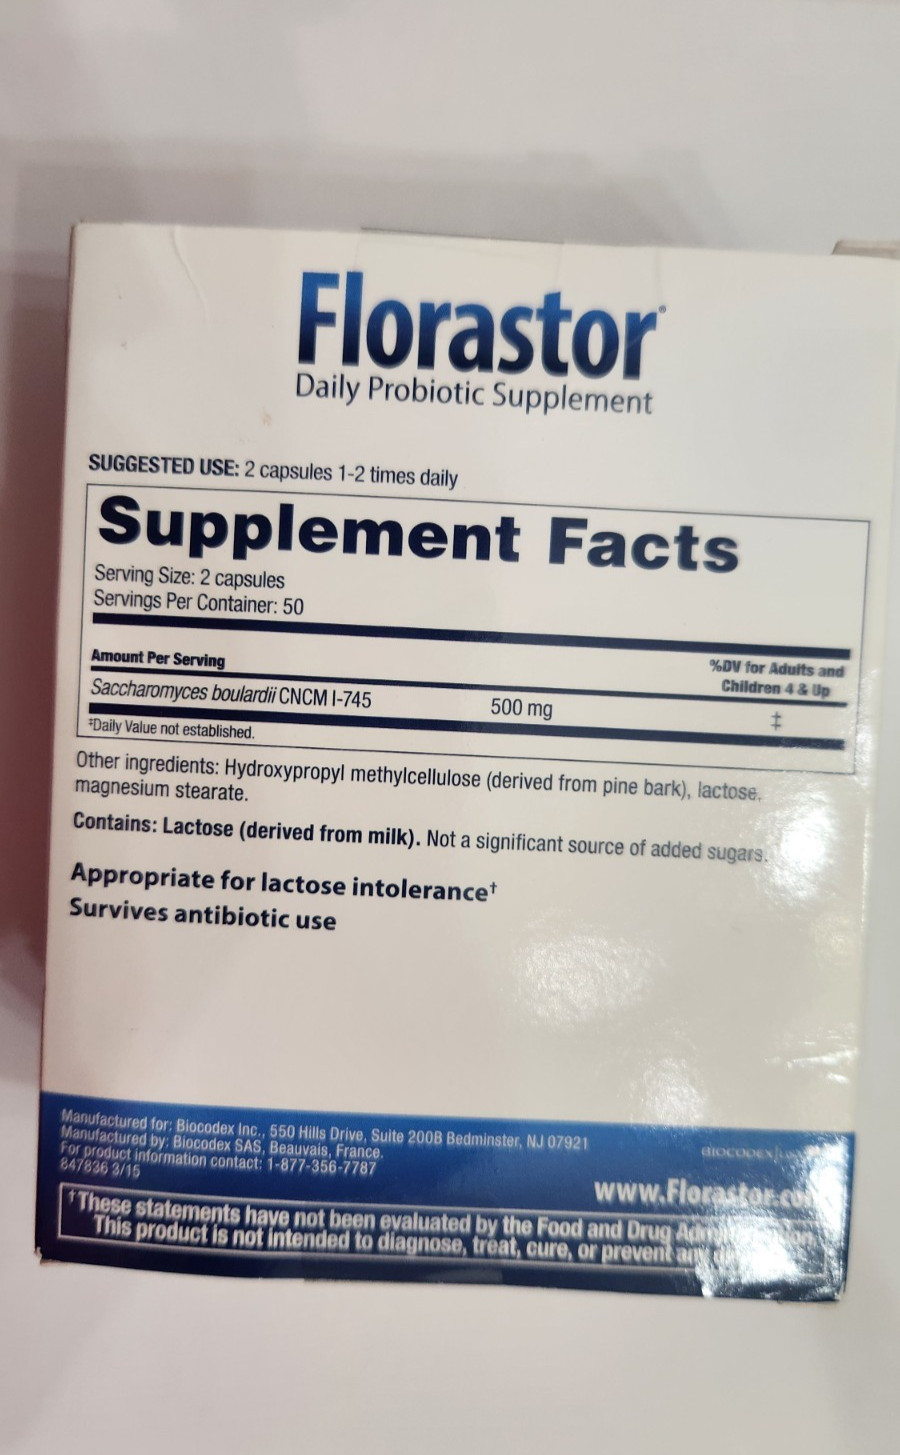 Florastor®
Daily Probiotic Supplement
SUGGESTED USE: 2 capsules 1-2 times daily
Supplement Facts
Serving Size: 2 capsules
Servings Per Container: 50
Amount Per Serving
%DV for Adults and
Children 4 & Up
Saccharomyces boulardii CNCM I-745 500 mg ‡
‡Daily Value not established.
Other ingredients: Hydroxypropyl methylcellulose (derived from pine bark), lactose,
magnesium stearate.
Contains: Lactose (derived from milk). Not a significant source of added sugars.
Appropriate for lactose intolerance†
Survives antibiotic use
Manufactured for: Biocodex Inc., 550 Hills Drive, Suite 200B Bedminster, NJ 07921
Manufactured by: Biocodex SAS, Beauvais, France.
For product information contact: 1-877-356-7787
847836 3/15
BIOCODEX
www.Florastor.co
†These statements have not been evaluated by the Food and Drug
This product is not intended to diagnose, treat, cure, or prevent